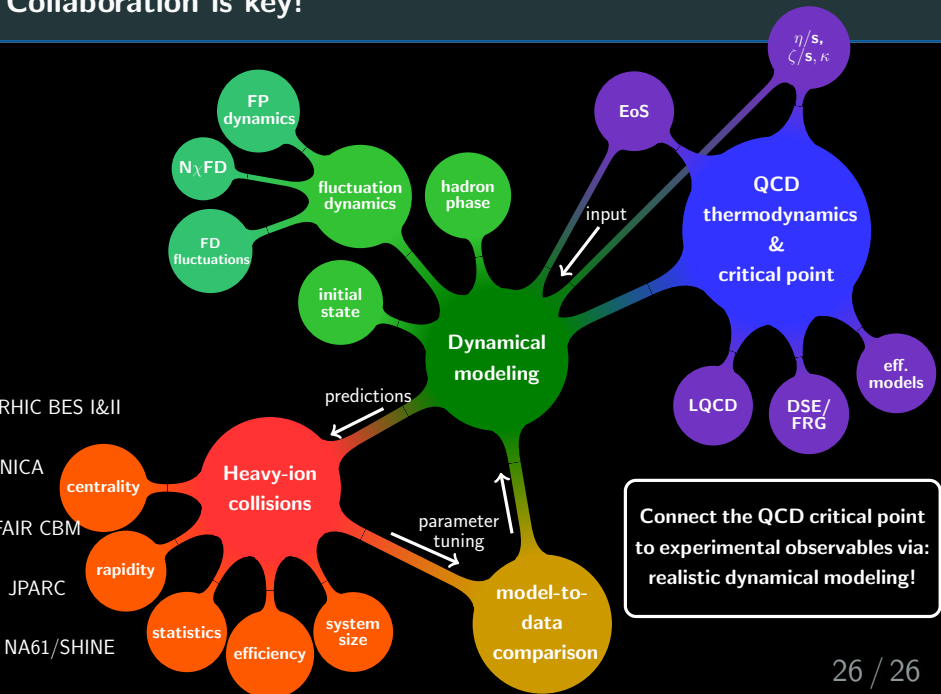 Collaboration is key!
η/s,
ζ/s, κ
FP
dynamics
EoS
NχFD
fluctuation
dynamics
hadron
phase
QCD
thermodynamics
&
critical point
input
FD
fluctuations
initial
state
Dynamical
modeling
eff.
models
predictions
LQCD
DSE/
FRG
RHIC BES I&II
NICA
centrality
Heavy-ion
collisions
FAIR CBM
parameter
tuning
Connect the QCD critical point
to experimental observables via:
realistic dynamical modeling!
rapidity
JPARC
model-to-
data
comparison
statistics
efficiency
system
size
NA61/SHINE
26 / 26